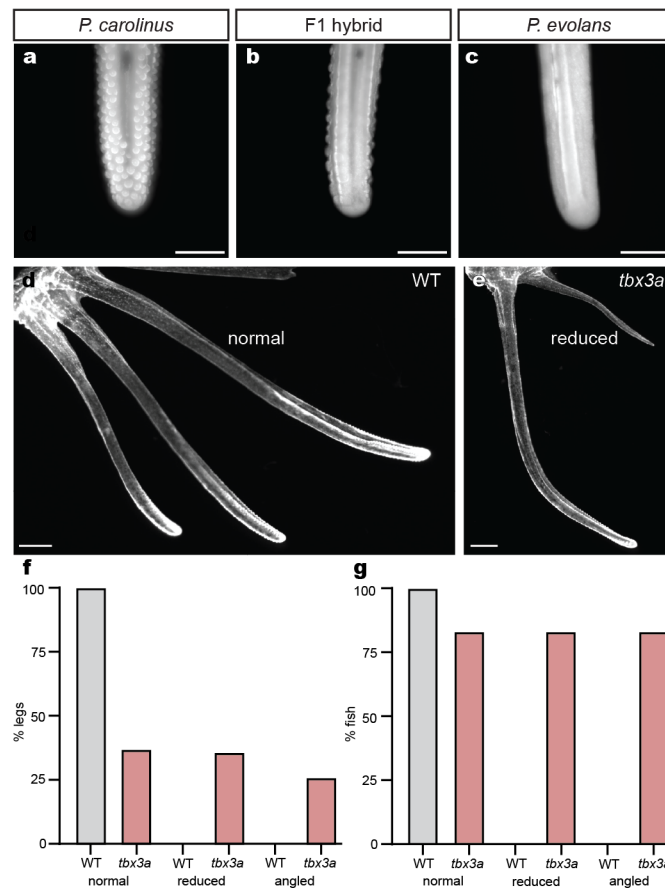 P. carolinus
F1 hybrid
P. evolans
a
b
c
d
d
WT
normal
e
tbx3a
reduced
f
100
75
50
25
0
% legs
WT tbx3a WT tbx3a WT tbx3a
normal reduced angled
g
100
75
50
25
0
% fish
WT tbx3a WT tbx3a WT tbx3a
normal reduced angled